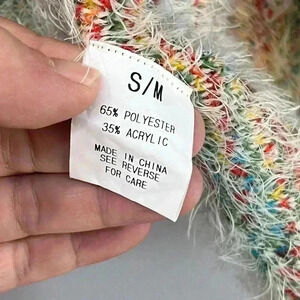 S/M
65% POLYESTER
35% ACRYLIC
MADE IN CHINA
SEE REVERSE
FOR CARE